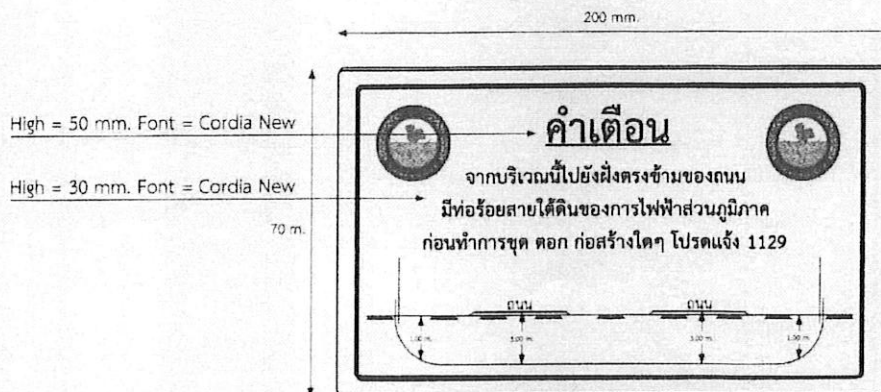 200 mm.
High = 50 mm. Font = Cordia New
คำเตือน
จากบริเวณนี้ไปยังฝั่งตรงข้ามของถนน
High = 30 mm. Font = Cordia New
มีท่อร้อยสายใต้ดินของการไฟฟ้าส่วนภูมิภาค
70 m.
ก่อนทำการขุด ตอก ก่อสร้างใดๆ โปรดแจ้ง 1129
ถนน ถนน
1.00 m. 3.00 m. 3.00 m. 1.00 m.